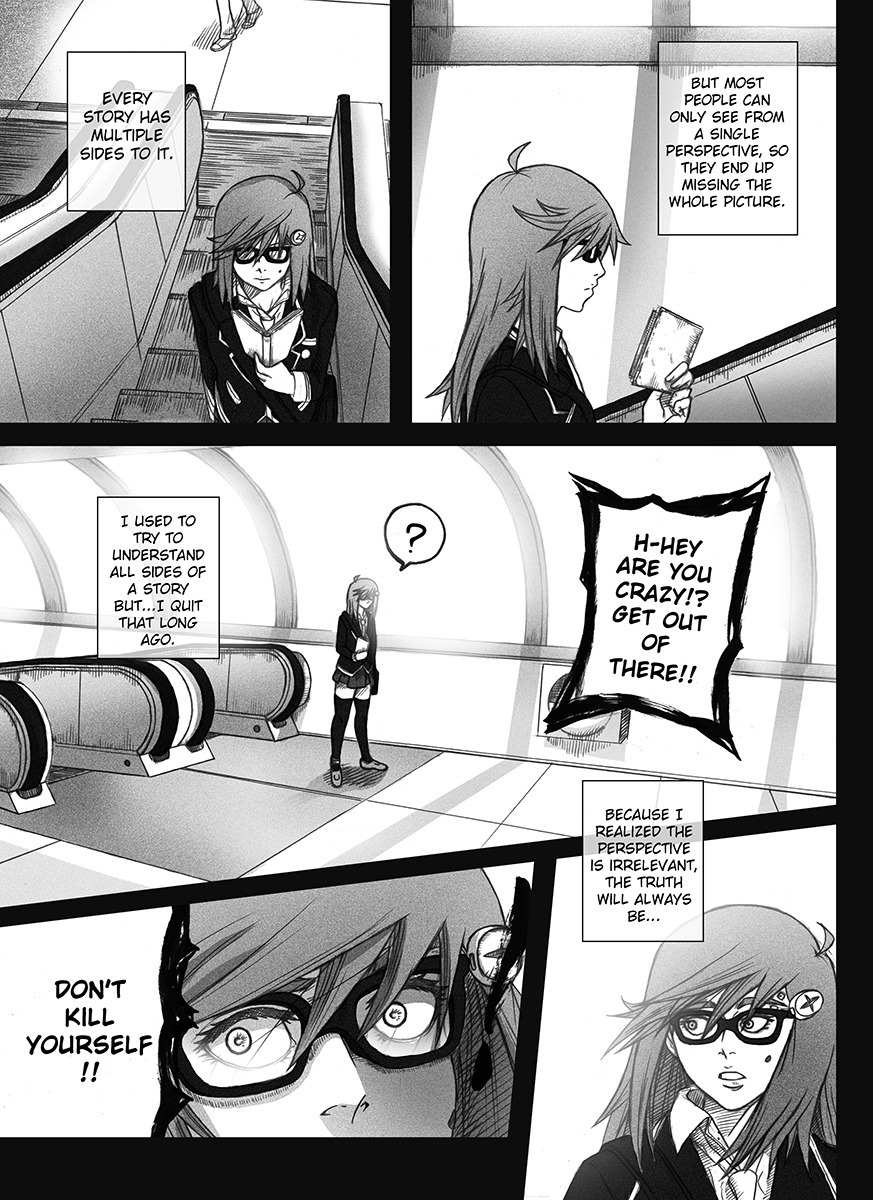 EVERY
STORY HAS
MULTIPLE
SIDES TO IT.
BUT MOST
PEOPLE CAN
ONLY SEE FROM
A SINGLE
PERSPECTIVE, SO
THEY END UP
MISSING THE
WHOLE PICTURE.
I USED TO
TRY TO
UNDERSTAND
ALL SIDES OF
A STORY
BUT...I QUIT
THAT LONG
AGO.
?
H-HEY
ARE YOU
CRAZY!?
GET OUT
OF
THERE!!
BECAUSE I
REALIZED THE
PERSPECTIVE
IS IRRELEVANT,
THE TRUTH
WILL ALWAYS
BE...
DON'T
KILL
YOURSELF
!!